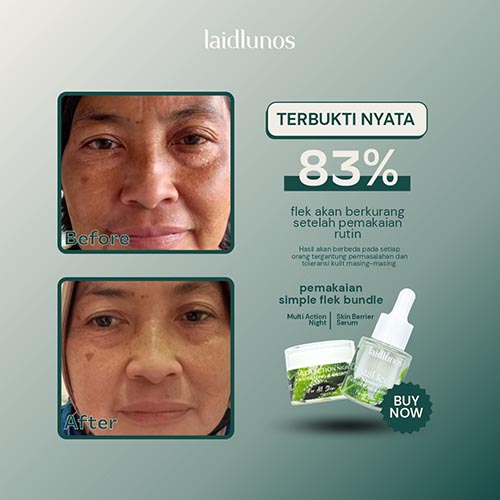 laidlunos
TERBUKTI NYATA
83%
flek akan berkurang
setelah pemakaian
rutin
Hasil akan berbeda pada setiap
orang tergantung permasalahan dan
toleransi kulit masing-masing.
Before
pemakaian
simple flek bundle
Multi Action
Night
Skin Barrier
Serum
After
laidlunos
BUY
NOW